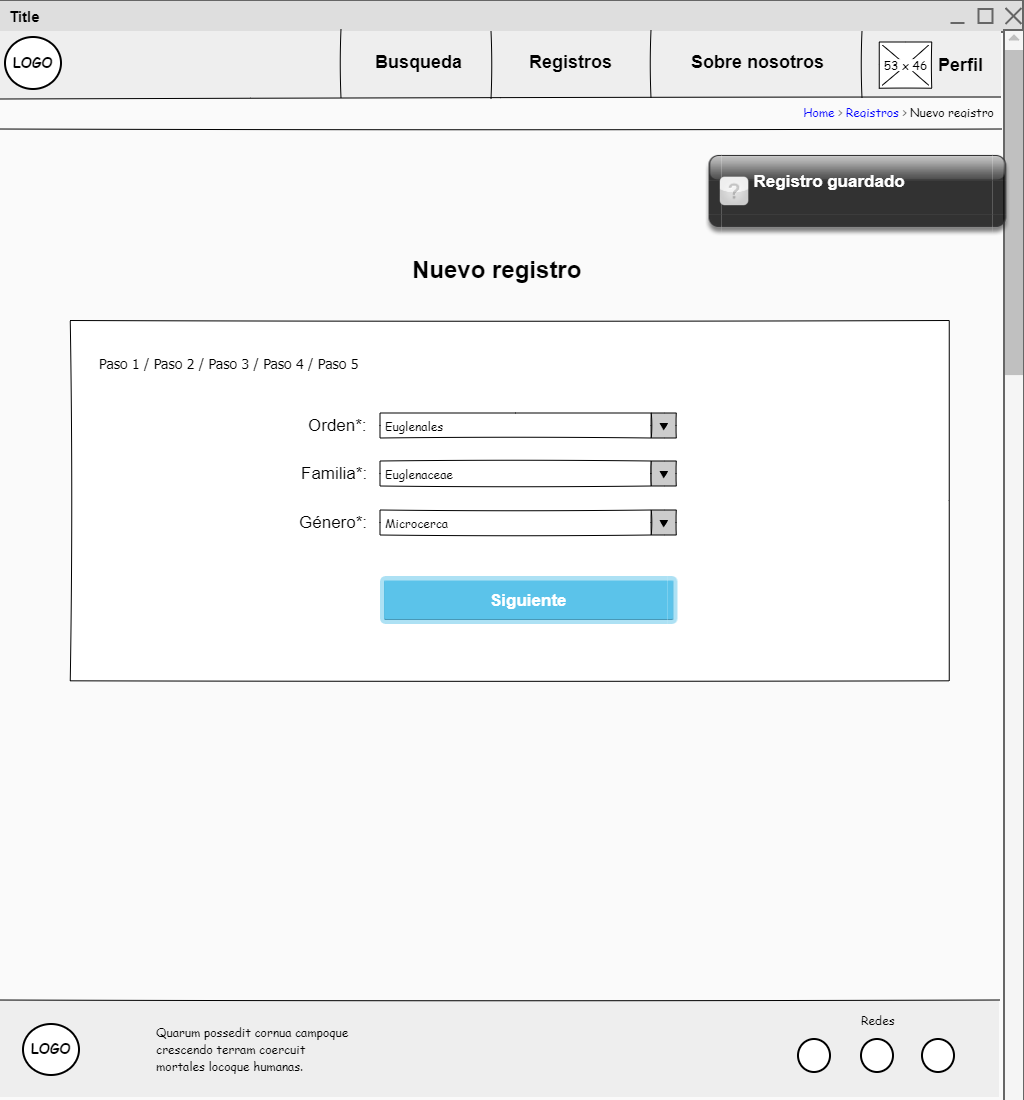 Title
LOGO
Busqueda
Registros
Sobre nosotros
53 x 46
Perfil
Home > Registros > Nuevo registro
? Registro guardado
Nuevo registro
Paso 1 / Paso 2 / Paso 3 / Paso 4 / Paso 5
Orden*: Euglenales
Familia*: Euglenaceae
Género*: Microcerca
Siguiente
LOGO
Quarum possedit cornua campoque
crescendo terram coercuit
mortales locoque humanas.
Redes